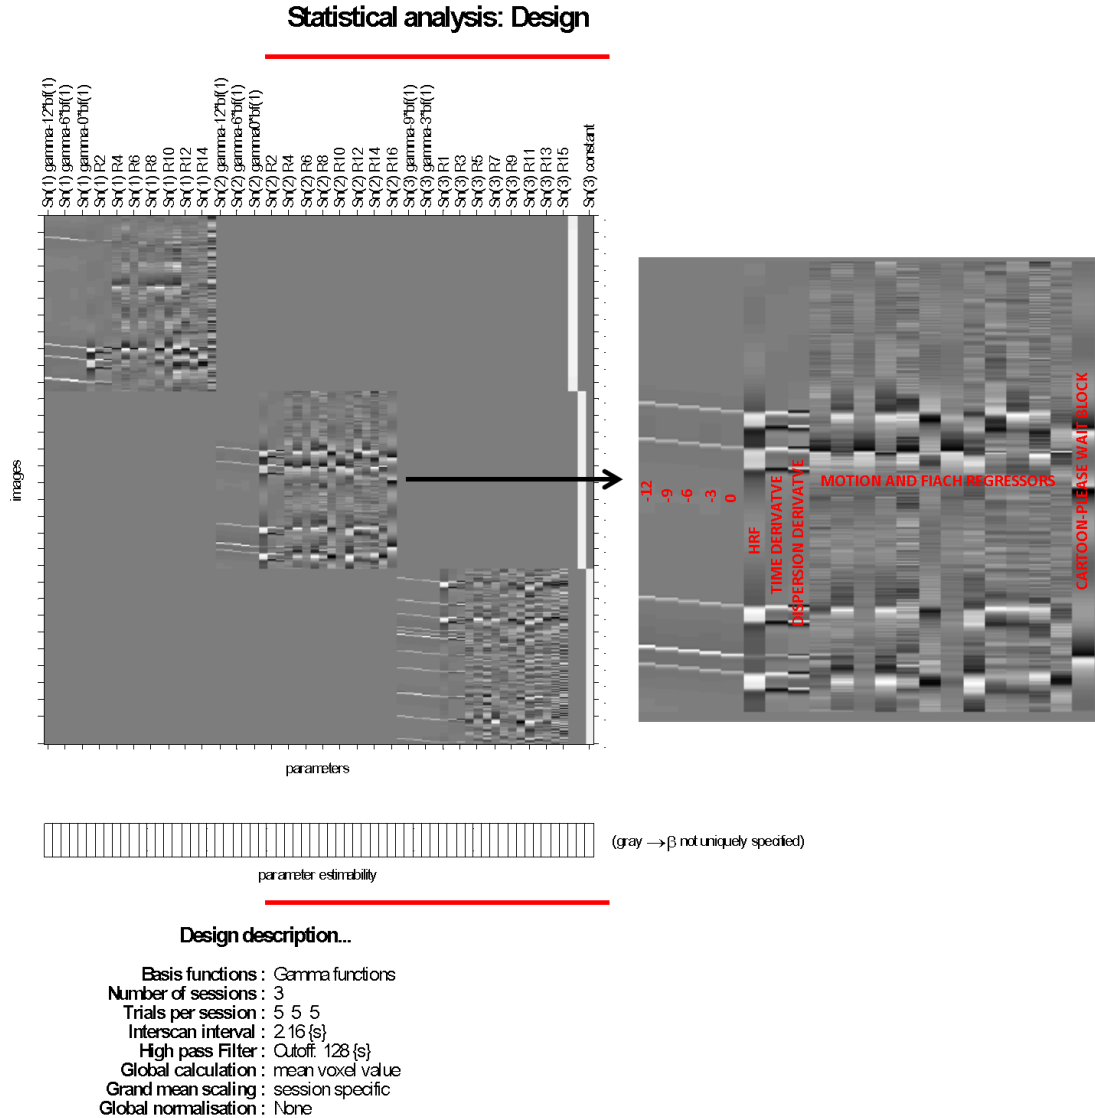 Statistical analysis: Design
Sn(1) gamma-12*bf(1)
Sn(1) gamma-6*bf(1)
Sn(1) gamma-0*bf(1)
Sn(1) R2
Sn(1) R4
Sn(1) R6
Sn(1) R8
Sn(1) R10
Sn(1) R12
Sn(1) R14
Sn(2) gamma-12*bf(1)
Sn(2) gamma-6*bf(1)
Sn(2) gamma0*bf(1)
Sn(2) R2
Sn(2) R4
Sn(2) R6
Sn(2) R8
Sn(2) R10
Sn(2) R12
Sn(2) R14
Sn(2) R16
Sn(3) gamma-9*bf(1)
Sn(3) gamma-3*bf(1)
Sn(3) R1
Sn(3) R3
Sn(3) R5
Sn(3) R7
Sn(3) R9
Sn(3) R11
Sn(3) R13
Sn(3) R15
Sn(3) constant
images
parameters
-12
-9
-6
-3
0
HRF
TIME DERIVATVE
DISPERSION DERIVATVE
MOTION AND FIACH REGRESSORS
CARTOON-PLEASE WAIT BLOCK
(gray →β not uniquely specified)
parameter estimability
Design description...
Basis functions : Gamma functions
Number of sessions : 3
Trials per session : 5 5 5
Interscan interval : 2.16 {s}
High pass Filter : Cutoff: 128 {s}
Global calculation : mean voxel value
Grand mean scaling : session specific
Global normalisation : None